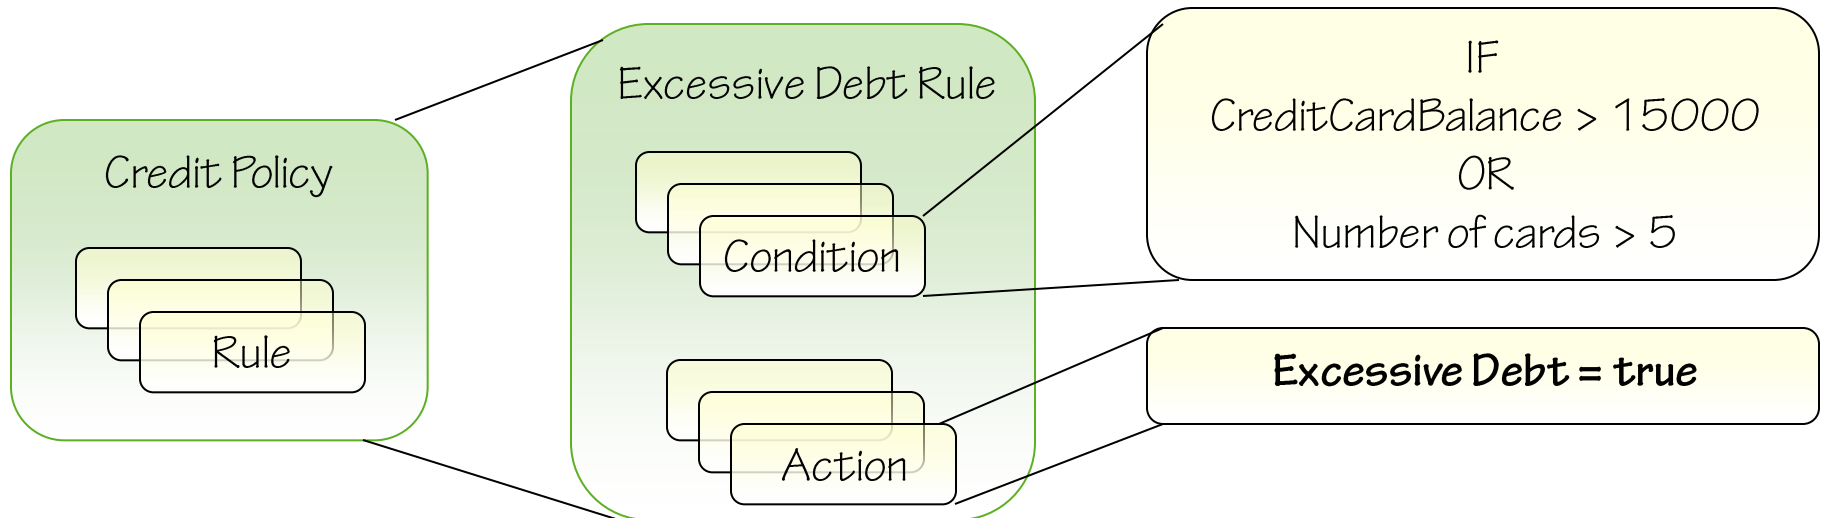 Credit Policy
Rule
Excessive Debt Rule
Condition
Action
IF
CreditCardBalance > 15000
OR
Number of cards > 5
Excessive Debt = true